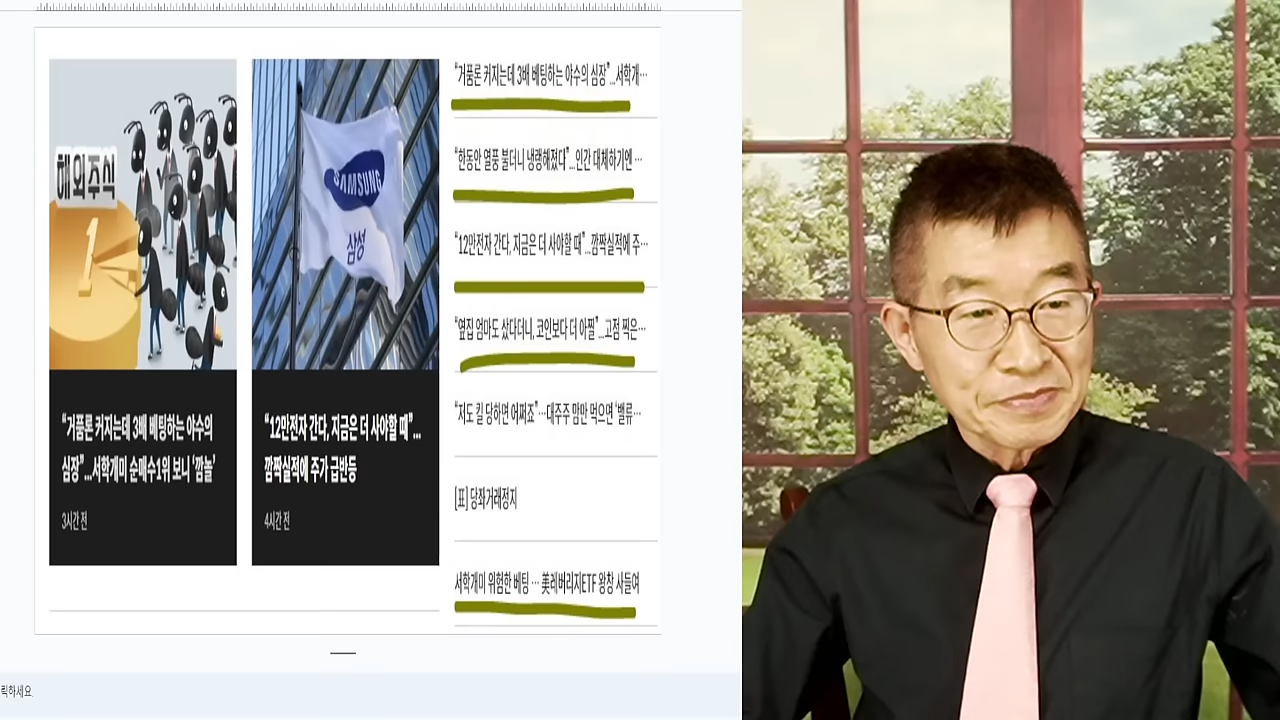 해외주식
1
SAMSUNG
삼성
“거품론 커지는데 3배 베팅하는 야수의
심장”...서학개미 순매수1위 보니 ‘깜놀’
3시간 전
“12만전자 간다, 지금은 더 사야할 때”...
깜짝실적에 주가 급반등
4시간 전
“거품론 커지는데 3배 베팅하는 야수의 심장”...서학개…
“한동안 열풍 불더니 냉랭해졌다”...인간 대체하기엔 …
“12만전자 간다, 지금은 더 사야할 때”...깜짝실적에 주…
“옆집 엄마도 샀다더니, 코인보다 더 아찔”...고점 찍은…
“저도 킬 당하면 어쩌죠”…대주주 맘만 먹으면 ‘밸류…
[표] 당좌거래정지
서학개미 위험한 베팅 … 美레버리지ETF 왕창 사들여
릭하세요.